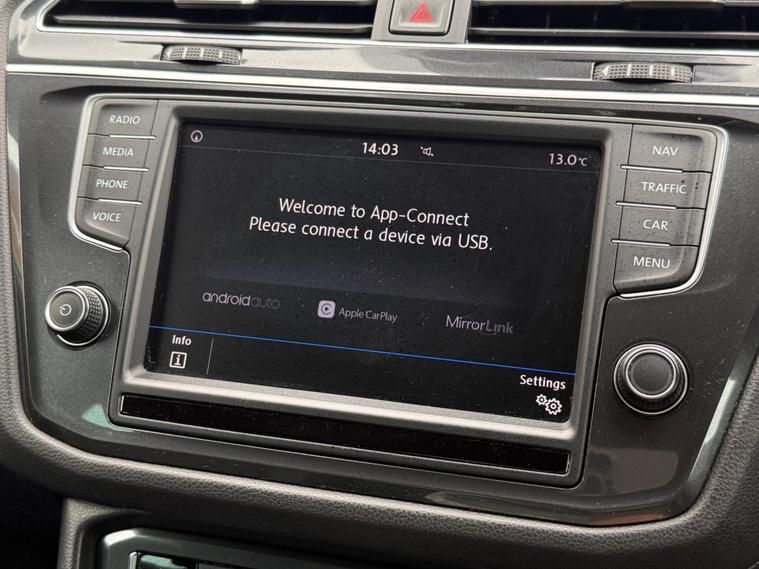 RADIO
MEDIA
PHONE
VOICE
14:03
13.0°C
Welcome to App-Connect
Please connect a device via USB.
androidauto
Apple CarPlay
MirrorLink
Info
i
Settings
NAV
TRAFFIC
CAR
MENU